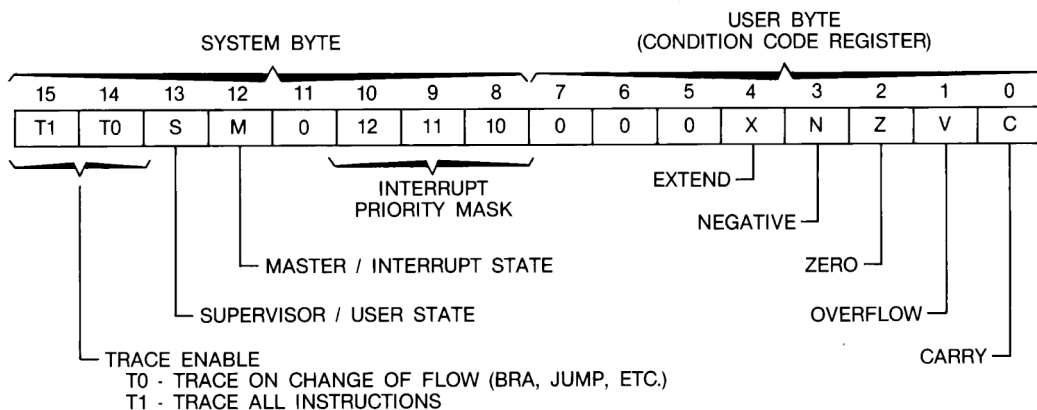 SYSTEM BYTE
USER BYTE
(CONDITION CODE REGISTER)
15 14 13 12 11 10 9 8 7 6 5 4 3 2 1 0
T1 T0 S M 0 12 11 10 0 0 0 X N Z V C
INTERRUPT
PRIORITY MASK
EXTEND
NEGATIVE
MASTER / INTERRUPT STATE
ZERO
SUPERVISOR / USER STATE
OVERFLOW
TRACE ENABLE
CARRY
T0 - TRACE ON CHANGE OF FLOW (BRA, JUMP, ETC.)
T1 - TRACE ALL INSTRUCTIONS